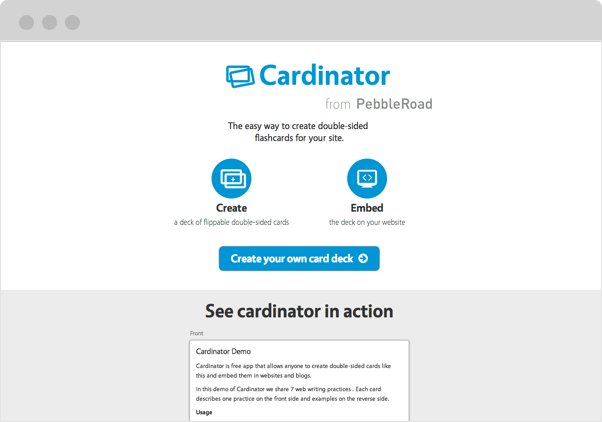 Cardinator
from PebbleRoad
The easy way to create double-sided
flashcards for your site.
Create
a deck of flippable double-sided cards
Embed
the deck on your website
Create your own card deck
See cardinator in action
Front
Cardinator Demo
Cardinator is free app that allows anyone to create double-sided cards like
this and embed them in websites and blogs.
In this demo of Cardinator we share 7 web writing practices . Each card
describes one practice on the front side and examples on the reverse side.
Usage